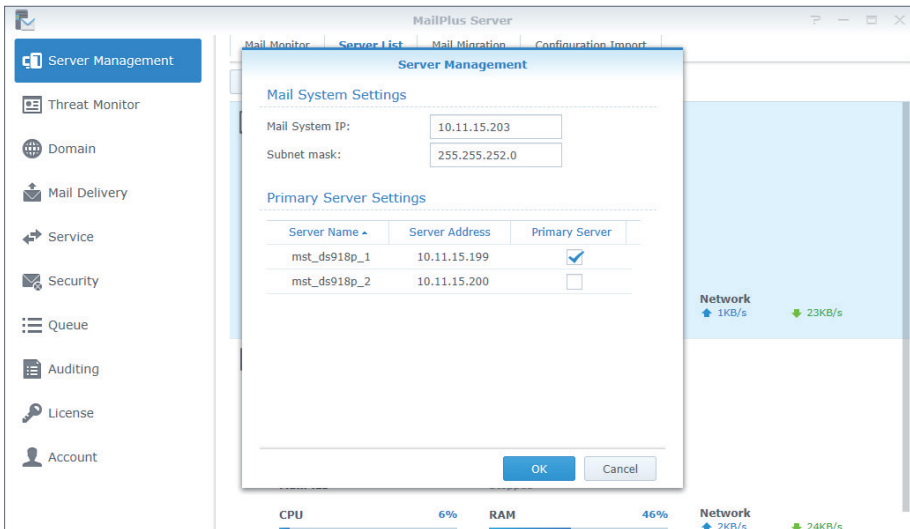 MailPlus Server
Server Management
Threat Monitor
Domain
Mail Delivery
Service
Security
Queue
Auditing
License
Account
Mail Monitor Server List Mail Migration Configuration Import
Server Management
Mail System Settings
Mail System IP: 10.11.15.203
Subnet mask: 255.255.252.0
Primary Server Settings
Server Name Server Address Primary Server
mst_ds918p_1 10.11.15.199
mst_ds918p_2 10.11.15.200
OK Cancel
Network
1KB/s 23KB/s
CPU 6% RAM 46% Network
2KB/s 24KB/s